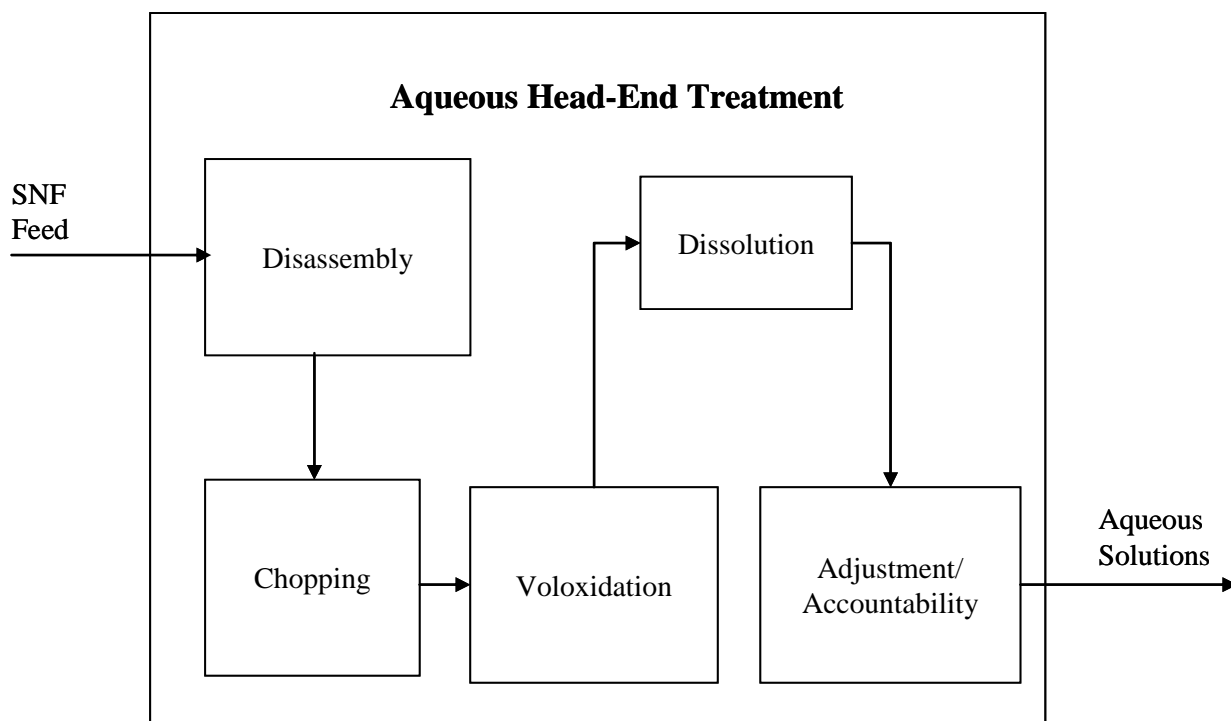 Aqueous Head-End Treatment
SNF
Feed
Disassembly
Dissolution
Chopping
Voloxidation
Adjustment/
Accountability
Aqueous
Solutions